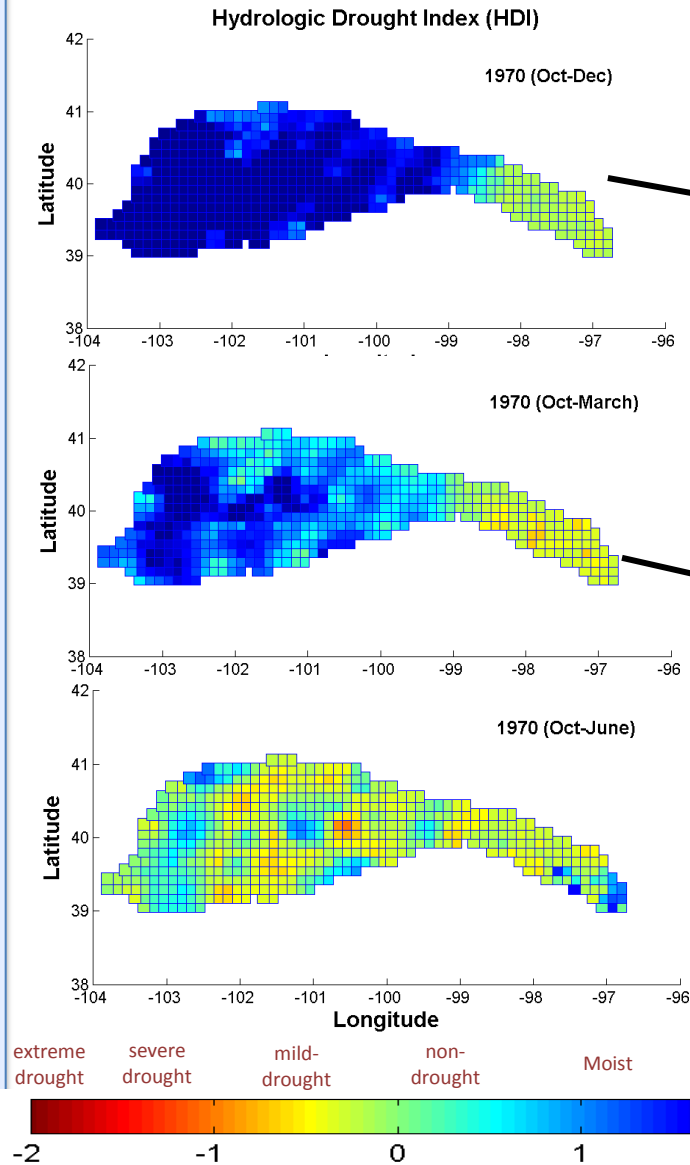 Hydrologic Drought Index (HDI)
42
1970 (Oct-Dec)
41
Latitude
40
39
38
-104 -103 -102 -101 -100 -99 -98 -97 -96
42
1970 (Oct-March)
41
Latitude
40
39
38
-104 -103 -102 -101 -100 -99 -98 -97 -96
42
1970 (Oct-June)
41
Latitude
40
39
38
-104 -103 -102 -101 -100 -99 -98 -97 -96
Longitude
extreme severe mild- non- Moist
drought drought drought drought
-2 -1 0 1